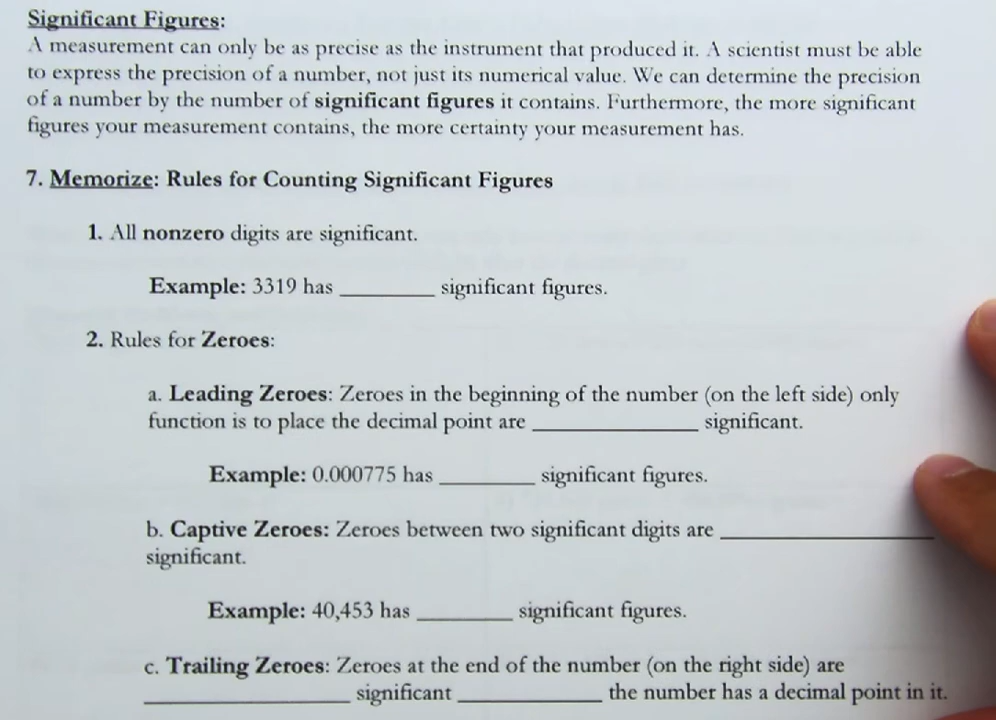 Significant Figures:
A measurement can only be as precise as the instrument that produced it. A scientist must be able
to express the precision of a number, not just its numerical value. We can determine the precision
of a number by the number of significant figures it contains. Furthermore, the more significant
figures your measurement contains, the more certainty your measurement has.
7. Memorize: Rules for Counting Significant Figures
1. All nonzero digits are significant.
Example: 3319 has ________ significant figures.
2. Rules for Zeroes:
a. Leading Zeroes: Zeroes in the beginning of the number (on the left side) only
function is to place the decimal point are ______________ significant.
Example: 0.000775 has ________ significant figures.
b. Captive Zeroes: Zeroes between two significant digits are __________________
significant.
Example: 40,453 has ________ significant figures.
c. Trailing Zeroes: Zeroes at the end of the number (on the right side) are
__________________ significant ____________ the number has a decimal point in it.